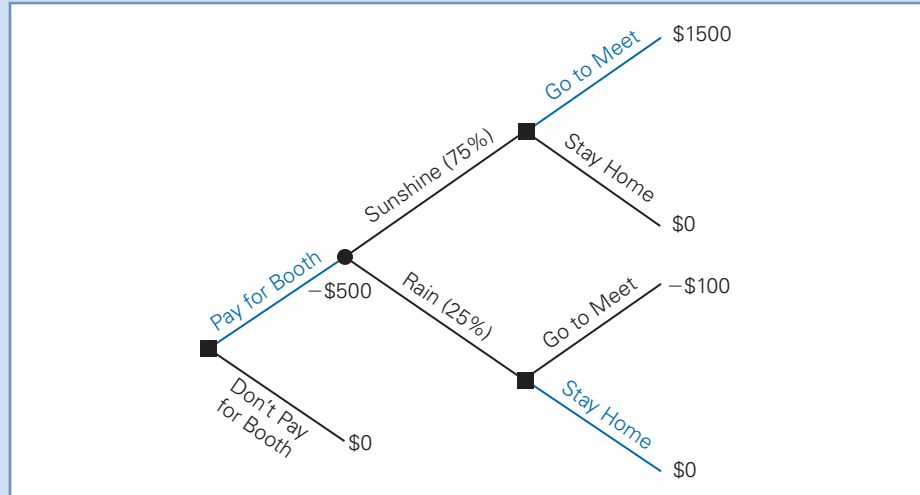 Go to Meet
$1500
Sunshine (75%)
Stay Home
$0
Pay for Booth
−$500
Rain (25%)
Go to Meet
−$100
Stay Home
$0
Don't Pay
for Booth
$0